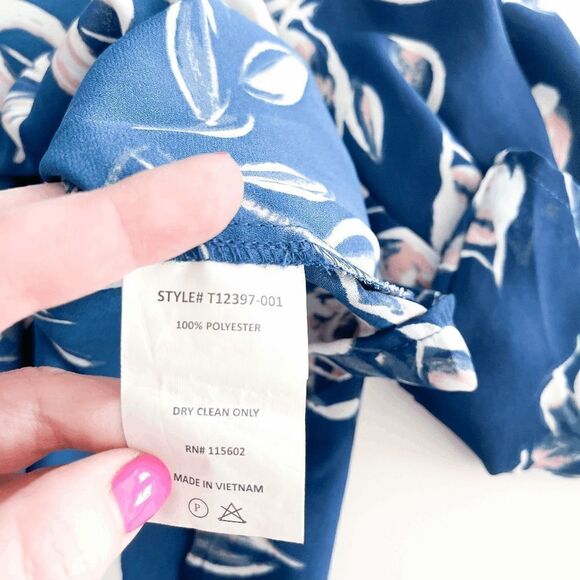 STYLE# T12397-001
100% POLYESTER
DRY CLEAN ONLY
RN# 115602
MADE IN VIETNAM
P